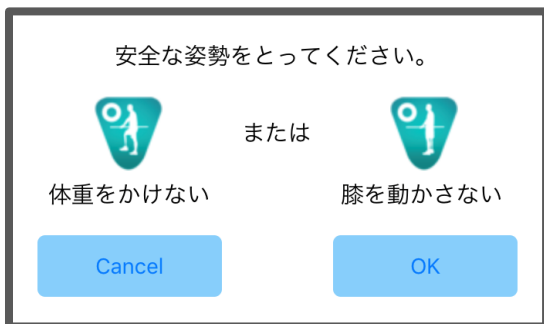 安全な姿勢をとってください。
または
体重をかけない
膝を動かさない
Cancel
OK